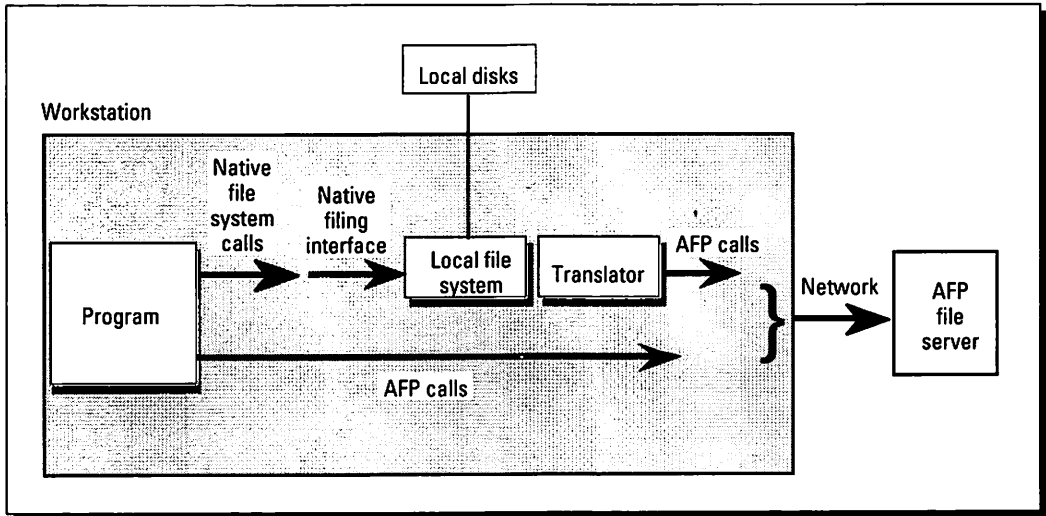 Local disks
Workstation
Native
file
system
calls
Native
filing
interface
Local file
system
Translator
AFP calls
Program
AFP calls
Network
AFP
file
server